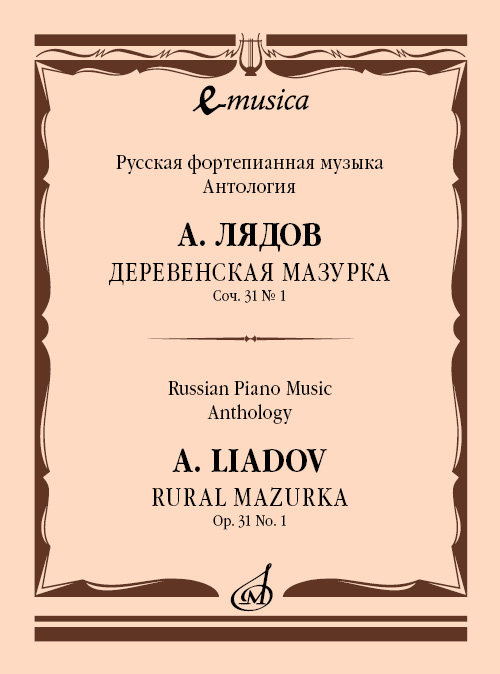 e-musica
Русская фортепианная музыка
Антология
А. ЛЯДОВ
ДЕРЕВЕНСКАЯ МАЗУРКА
Соч. 31 № 1
Russian Piano Music
Anthology
A. LIADOV
RURAL MAZURKA
Op. 31 No. 1